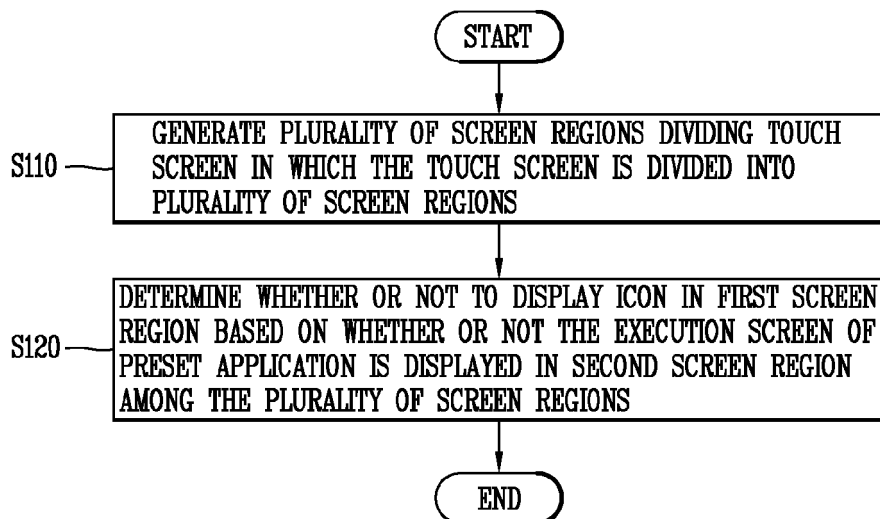 START
S110
GENERATE PLURALITY OF SCREEN REGIONS DIVIDING TOUCH
SCREEN IN WHICH THE TOUCH SCREEN IS DIVIDED INTO
PLURALITY OF SCREEN REGIONS
S120
DETERMINE WHETHER OR NOT TO DISPLAY ICON IN FIRST SCREEN
REGION BASED ON WHETHER OR NOT THE EXECUTION SCREEN OF
PRESET APPLICATION IS DISPLAYED IN SECOND SCREEN REGION
AMONG THE PLURALITY OF SCREEN REGIONS
END